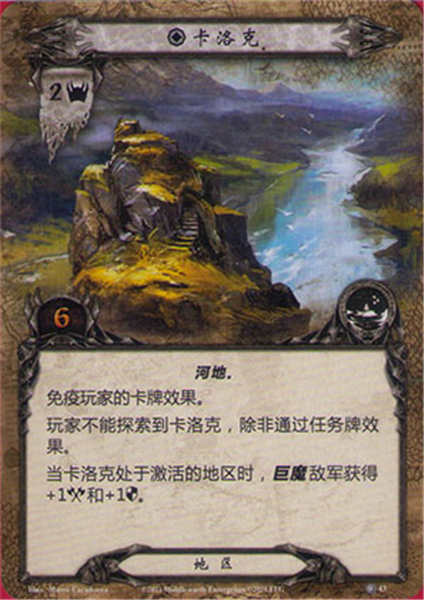 卡洛克
2
6
河地。
免疫玩家的卡牌效果。
玩家不能探索到卡洛克，除非通过任务牌效
果。
当卡洛克处于激活的地区时，巨魔敌军获得
+1和+1。
地区
43